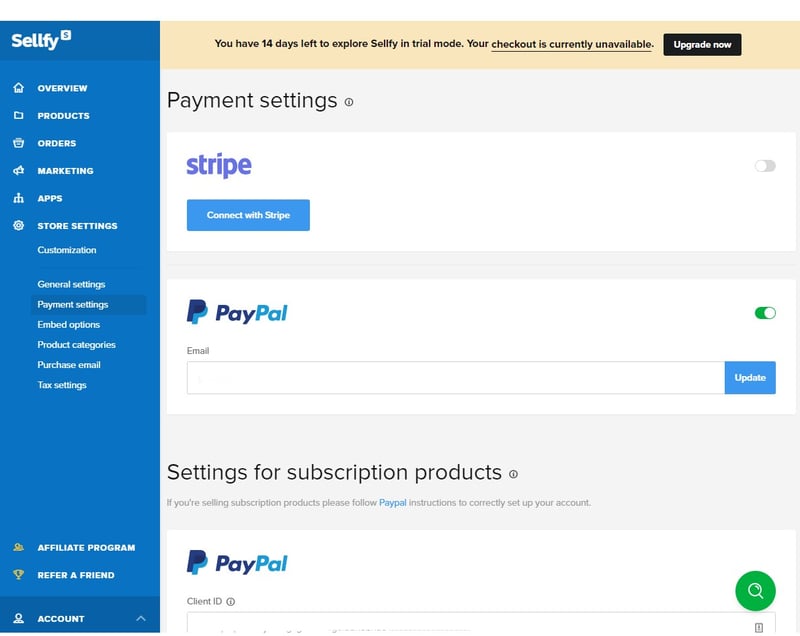 Sellfy S
You have 14 days left to explore Sellfy in trial mode. Your checkout is currently unavailable.
Upgrade now
OVERVIEW
PRODUCTS
ORDERS
MARKETING
APPS
STORE SETTINGS
Customization
General settings
Payment settings
Embed options
Product categories
Purchase email
Tax settings
AFFILIATE PROGRAM
REFER A FRIEND
ACCOUNT
Payment settings
stripe
Connect with Stripe
PayPal
Email
Update
Settings for subscription products
If you're selling subscription products please follow Paypal instructions to correctly set up your account.
PayPal
Client ID